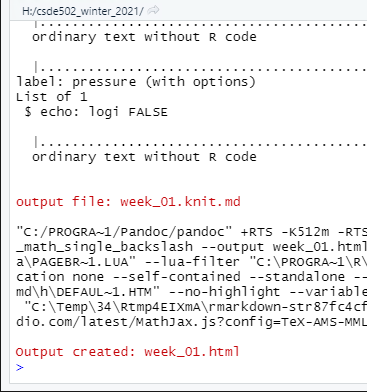 H:/csde502_winter_2021/
|..............................................
ordinary text without R code
|..............................................
label: pressure (with options)
List of 1
$ echo: logi FALSE
|..............................................
ordinary text without R code
output file: week_01.knit.md
"C:/PROGRA~1/Pandoc/pandoc" +RTS -K512m -RTS
_math_single_backslash --output week_01.html
a\PAGEBR~1.LUA" --lua-filter "C:\PROGRA~1\R\
cation none --self-contained --standalone --
md\h\DEFAUL~1.HTM" --no-highlight --variable
"C:\Temp\34\Rtmp4EIXmA\rmarkdown-str87fc4cf
dio.com/latest/MathJax.js?config=TeX-AMS-MML
Output created: week_01.html
>